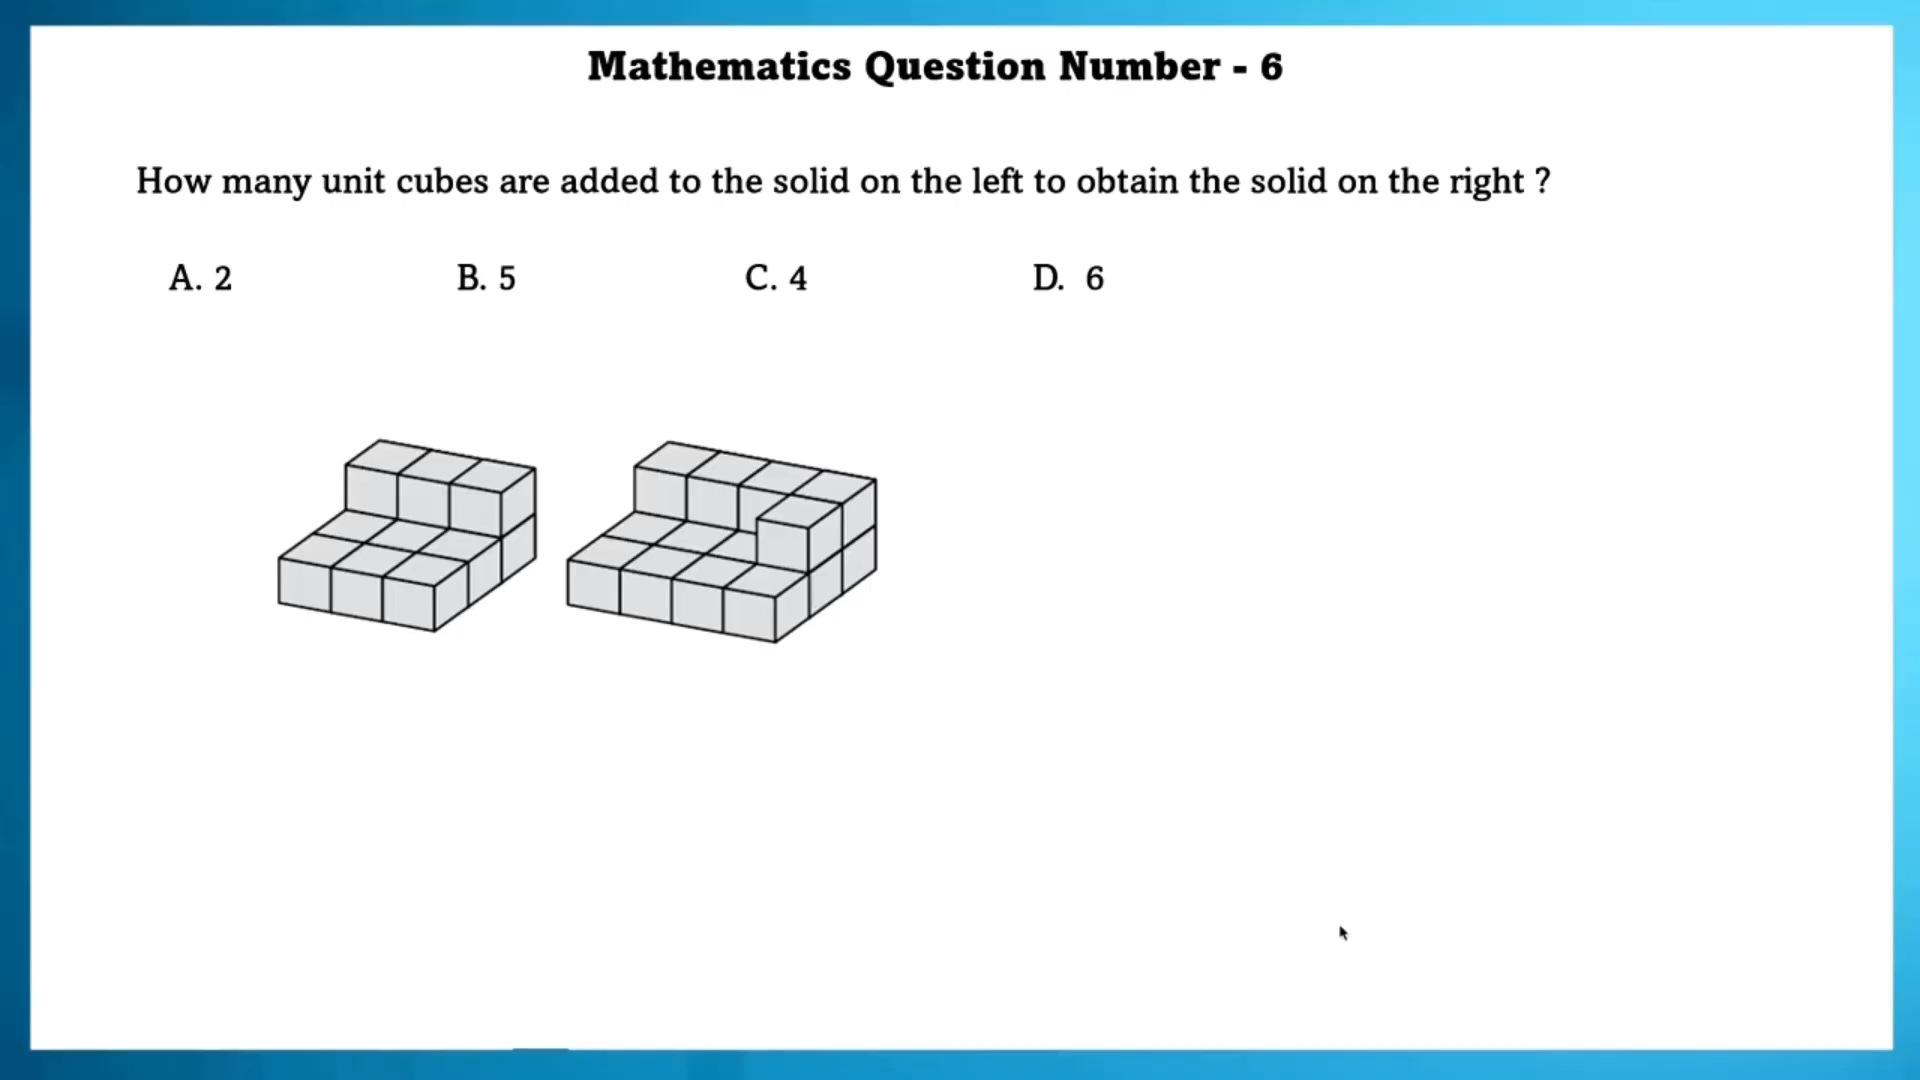 Mathematics Question Number - 6
How many unit cubes are added to the solid on the left to obtain the solid on the right ?
A. 2 B. 5 C. 4 D. 6